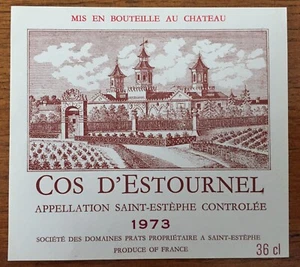 MIS EN BOUTEILLE AU CHATEAU
COS D'ESTOURNEL
APPELLATION SAINT-ESTÈPHE CONTROLÉE
1973
SOCIÉTÉ DES DOMAINES PRATS PROPRIÉTAIRE A SAINT-ESTÈPHE
PRODUCE OF FRANCE
36 cl